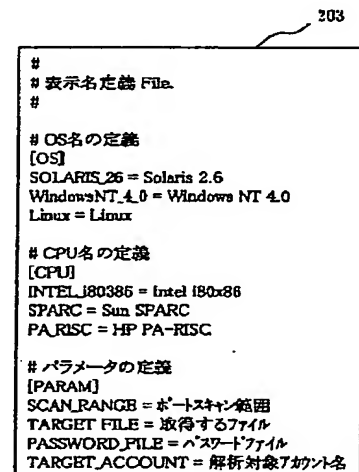 203
#
# 表示名定義 File.
#
# OS名の定義
[OS]
SOLARIS_26 = Solaris 2.6
WindowsNT_4_0 = Windows NT 4.0
Linux = Linux
# CPU名の定義
[CPU]
INTEL_i80386 = Intel i80x86
SPARC = Sun SPARC
PA_RISC = HP PA-RISC
# パラメータの定義
[PARAM]
SCAN_RANGE = ポートスキャン範囲
TARGET FILE = 取得するファイル
PASSWORD_FILE = パスワードファイル
TARGET_ACCOUNT = 解析対象アカウント名